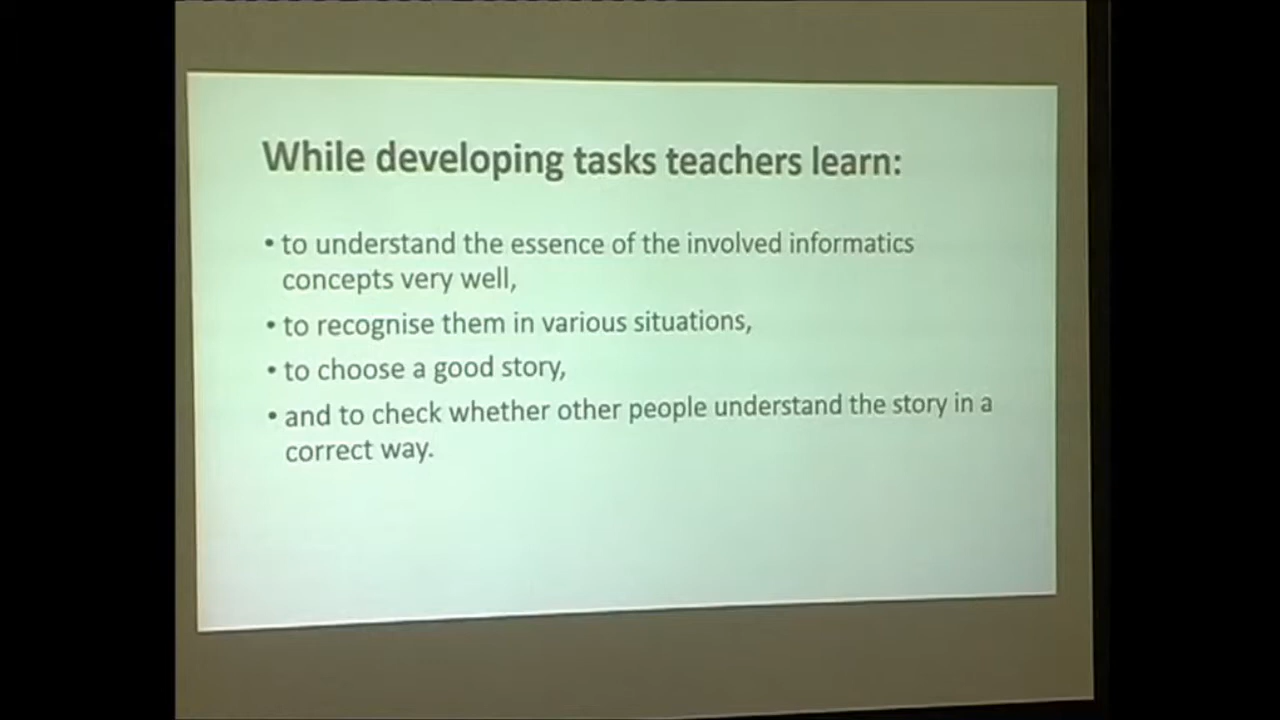 While developing tasks teachers learn:
• to understand the essence of the involved informatics
concepts very well,
• to recognise them in various situations,
• to choose a good story,
• and to check whether other people understand the story in a
correct way.